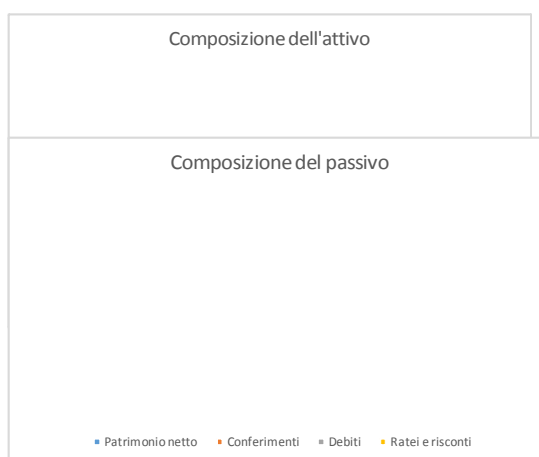 Composizione dell'attivo
Composizione del passivo
Patrimonio netto Conferimenti Debiti Ratei e risconti